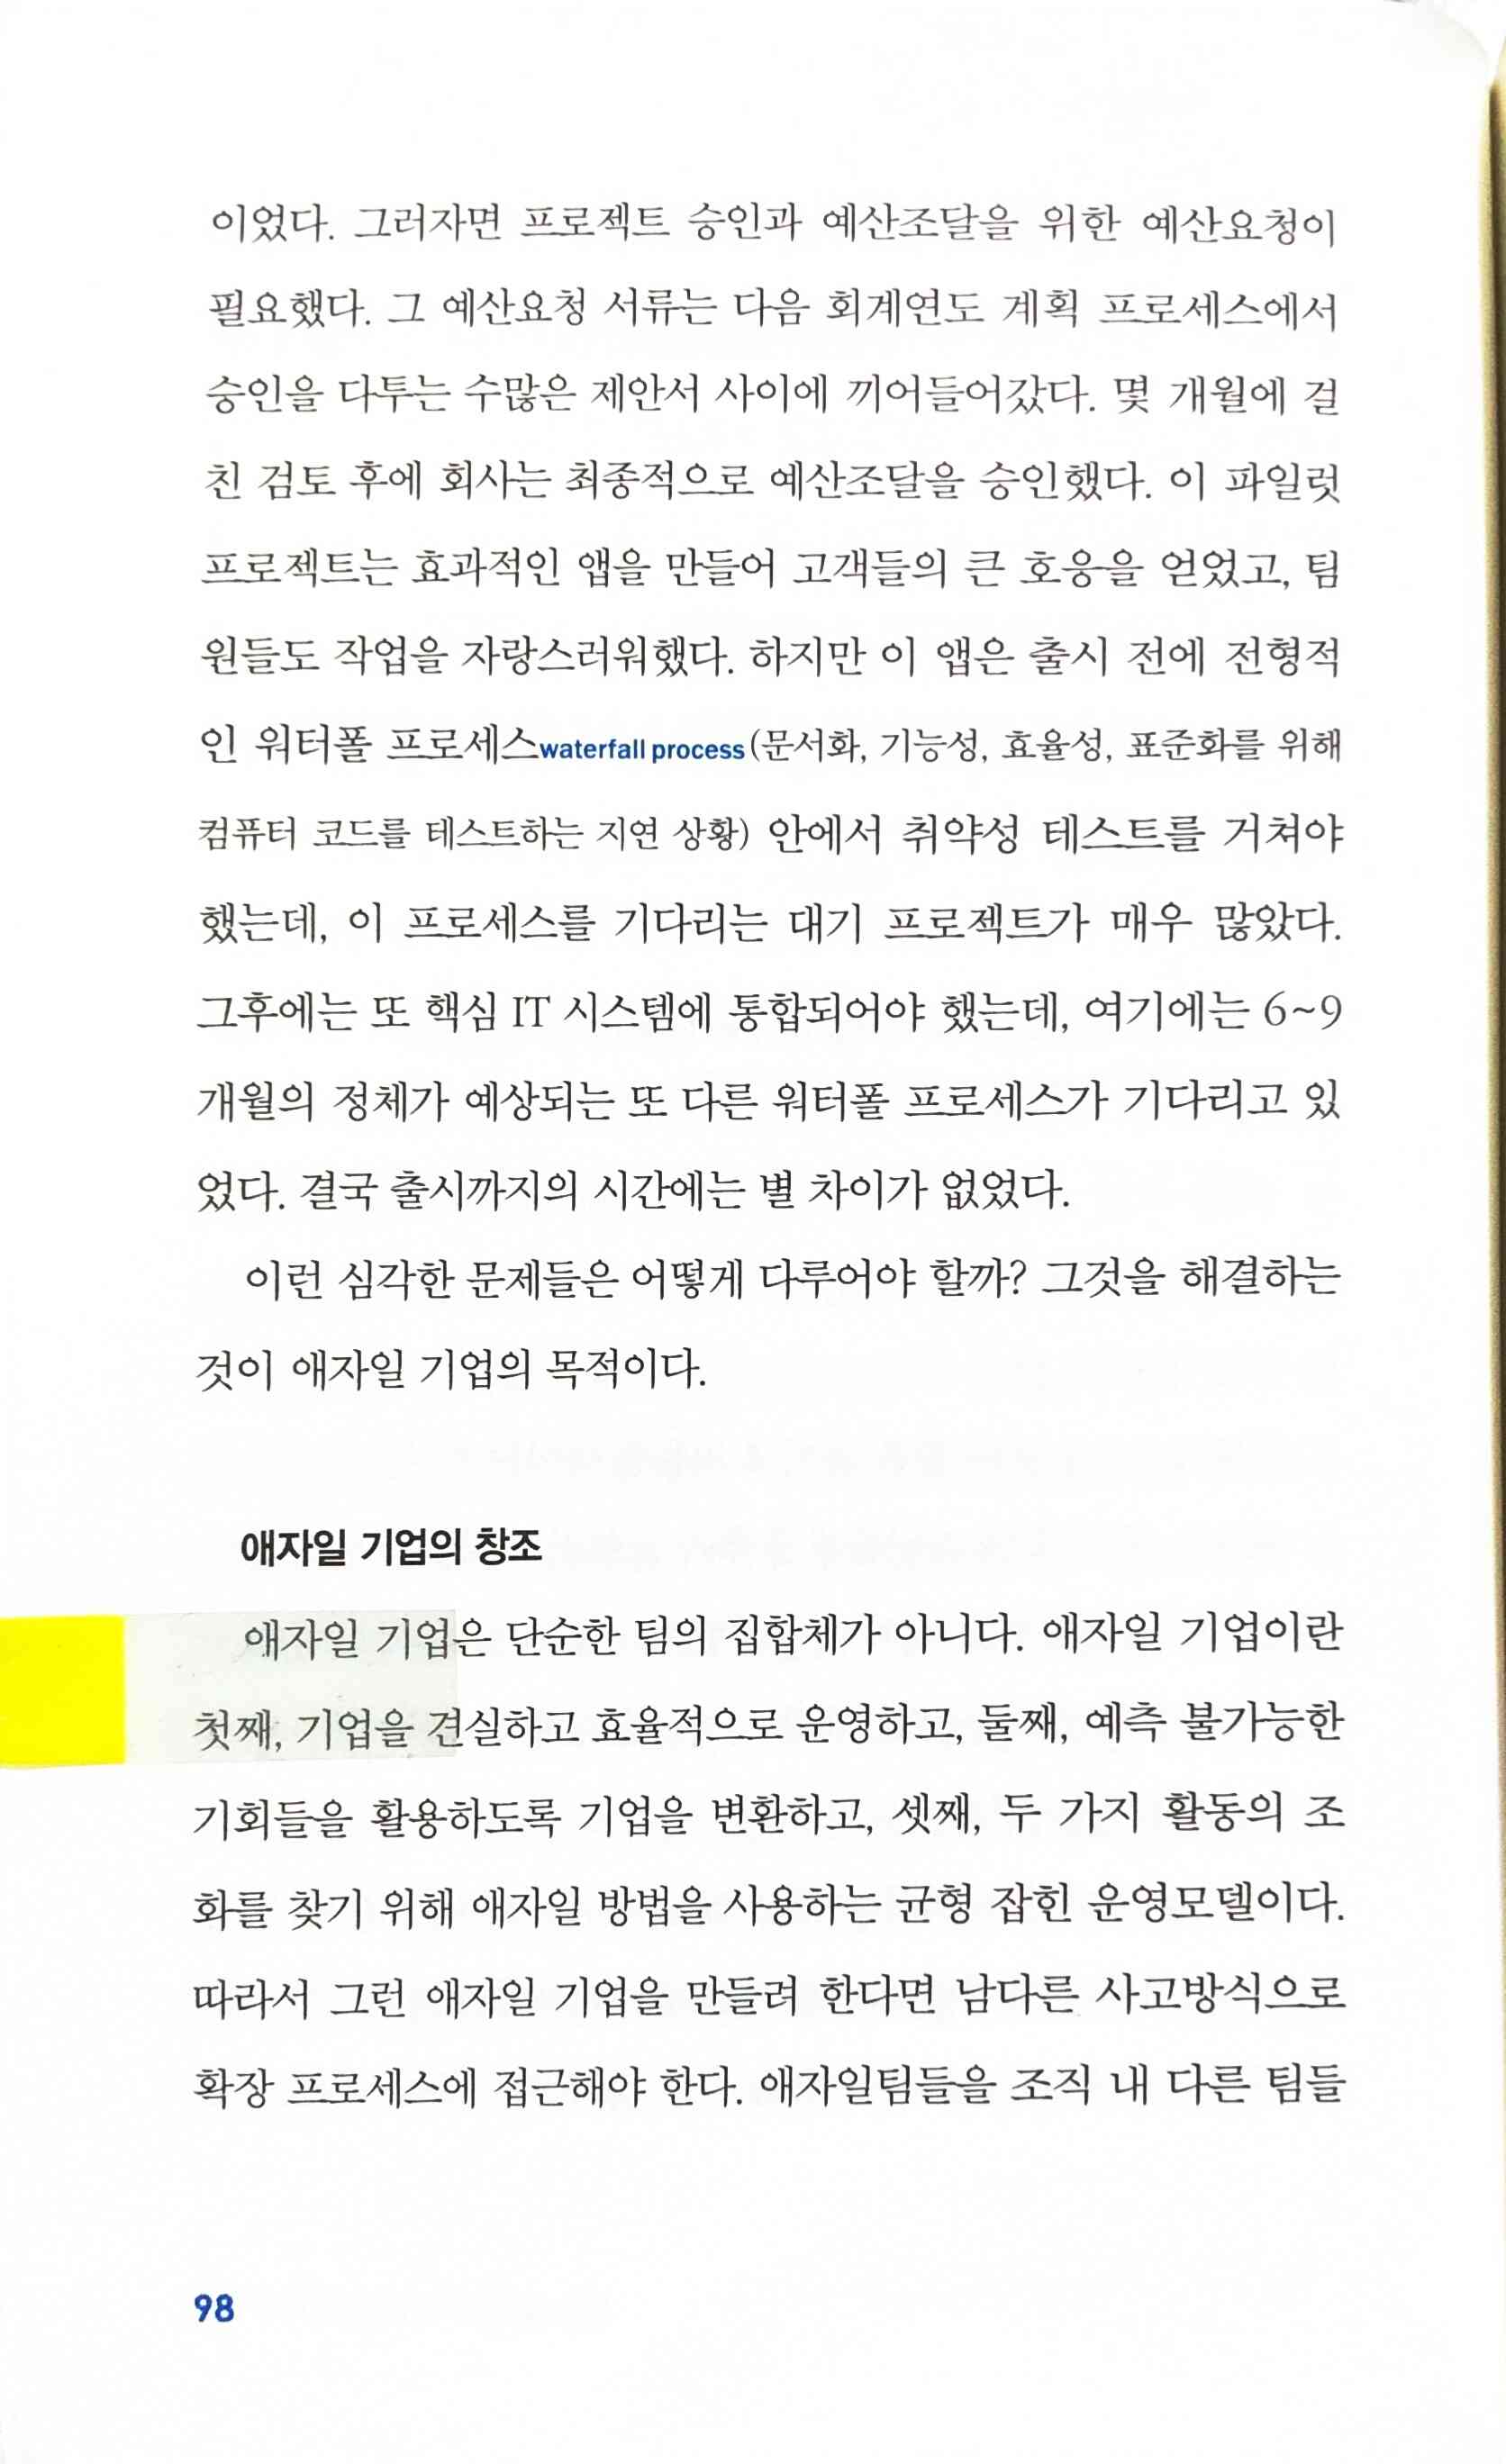 이었다. 그러자면 프로젝트 승인과 예산조달을 위한 예산요청이
필요했다. 그 예산요청 서류는 다음 회계연도 계획 프로세스에서
승인을 다투는 수많은 제안서 사이에 끼어들어갔다. 몇 개월에 걸
친 검토 후에 회사는 최종적으로 예산조달을 승인했다. 이 파일럿
프로젝트는 효과적인 앱을 만들어 고객들의 큰 호응을 얻었고, 팀
원들도 작업을 자랑스러워했다. 하지만 이 앱은 출시 전에 전형적
인 워터폴 프로세스waterfall process(문서화, 기능성, 효율성, 표준화를 위해
컴퓨터 코드를 테스트하는 지연 상황) 안에서 취약성 테스트를 거쳐야
했는데, 이 프로세스를 기다리는 대기 프로젝트가 매우 많았다.
그후에는 또 핵심 IT 시스템에 통합되어야 했는데, 여기에는 6~9
개월의 정체가 예상되는 또 다른 워터폴 프로세스가 기다리고 있
었다. 결국 출시까지의 시간에는 별 차이가 없었다.
이런 심각한 문제들은 어떻게 다루어야 할까? 그것을 해결하는
것이 애자일 기업의 목적이다.
애자일 기업의 창조
애자일 기업은 단순한 팀의 집합체가 아니다. 애자일 기업이란
첫째, 기업을 견실하고 효율적으로 운영하고, 둘째, 예측 불가능한
기회들을 활용하도록 기업을 변환하고, 셋째, 두 가지 활동의 조
화를 찾기 위해 애자일 방법을 사용하는 균형 잡힌 운영모델이다.
따라서 그런 애자일 기업을 만들려 한다면 남다른 사고방식으로
확장 프로세스에 접근해야 한다. 애자일팀들을 조직 내 다른 팀들
98